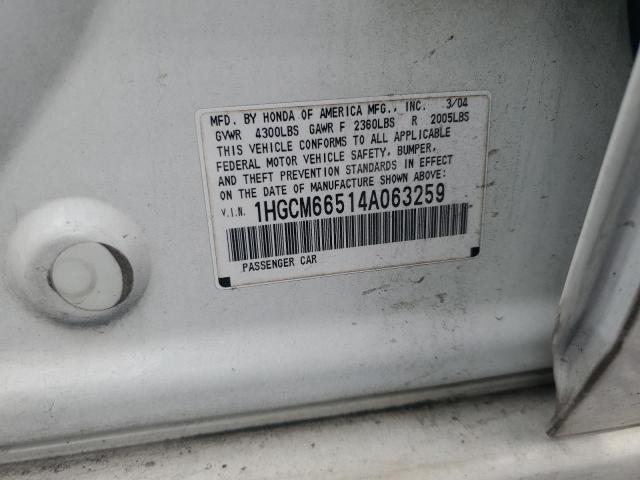 MFD. BY HONDA OF AMERICA MFG., INC. 3/04
GVWR 4300LBS GAWR F 2360LBS R 2005LBS
THIS VEHICLE CONFORMS TO ALL APPLICABLE
FEDERAL MOTOR VEHICLE SAFETY, BUMPER,
AND THEFT PREVENTION STANDARDS IN EFFECT
ON THE DATE OF MANUFACTURE SHOWN ABOVE:
V.I.N. 1HGCM66514A063259
PASSENGER CAR